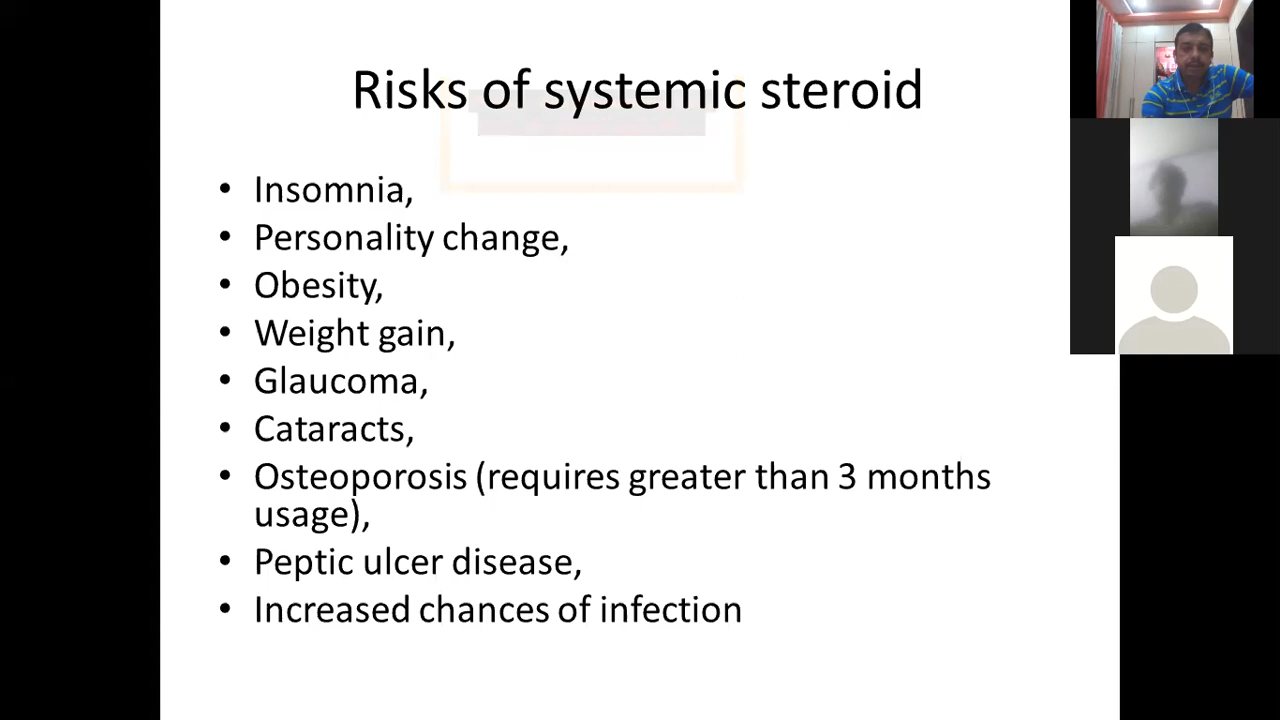 Risks of systemic steroid
• Insomnia,
• Personality change,
• Obesity,
• Weight gain,
• Glaucoma,
• Cataracts,
• Osteoporosis (requires greater than 3 months
usage),
• Peptic ulcer disease,
• Increased chances of infection